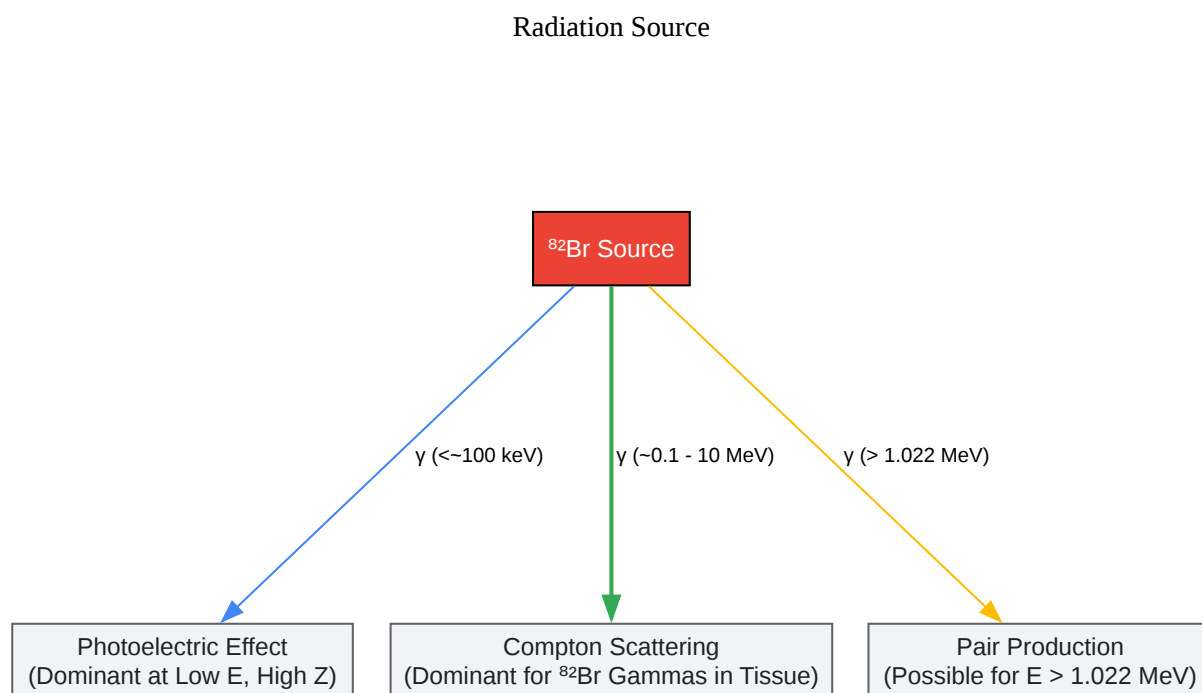 Radiation Source
⁸²Br Source
γ (<~100 keV)
γ (~0.1 - 10 MeV)
γ (> 1.022 MeV)
Photoelectric Effect
(Dominant at Low E, High Z)
Compton Scattering
(Dominant for ⁸²Br Gammas in Tissue)
Pair Production
(Possible for E > 1.022 MeV)